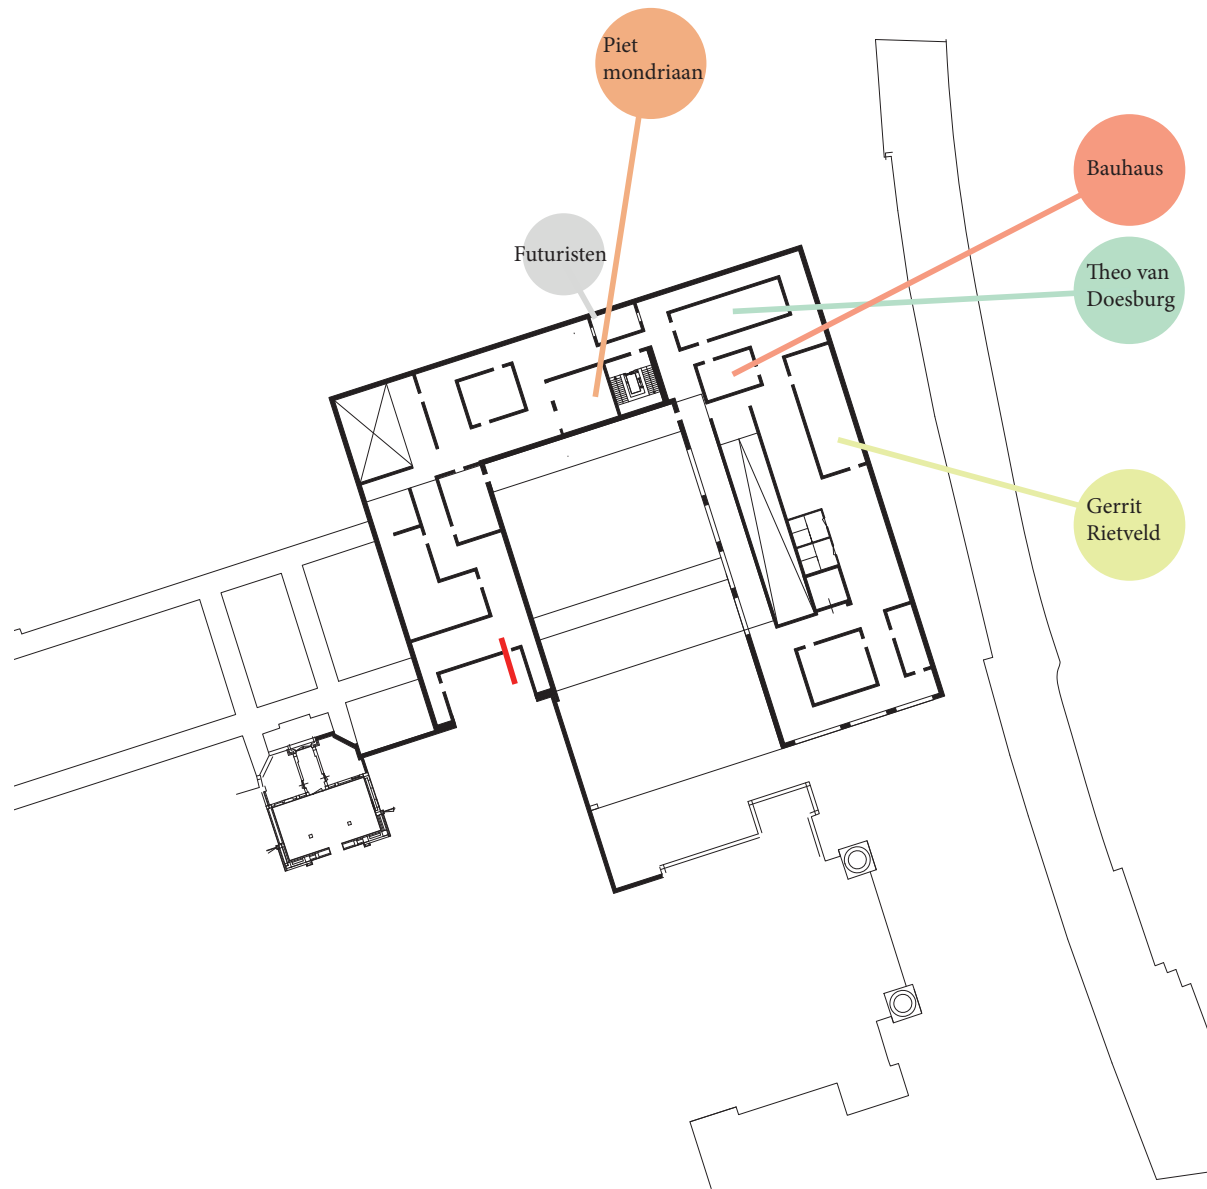 Piet
mondriaan
Bauhaus
Futuristen
Theo van
Doesburg
Gerrit
Rietveld